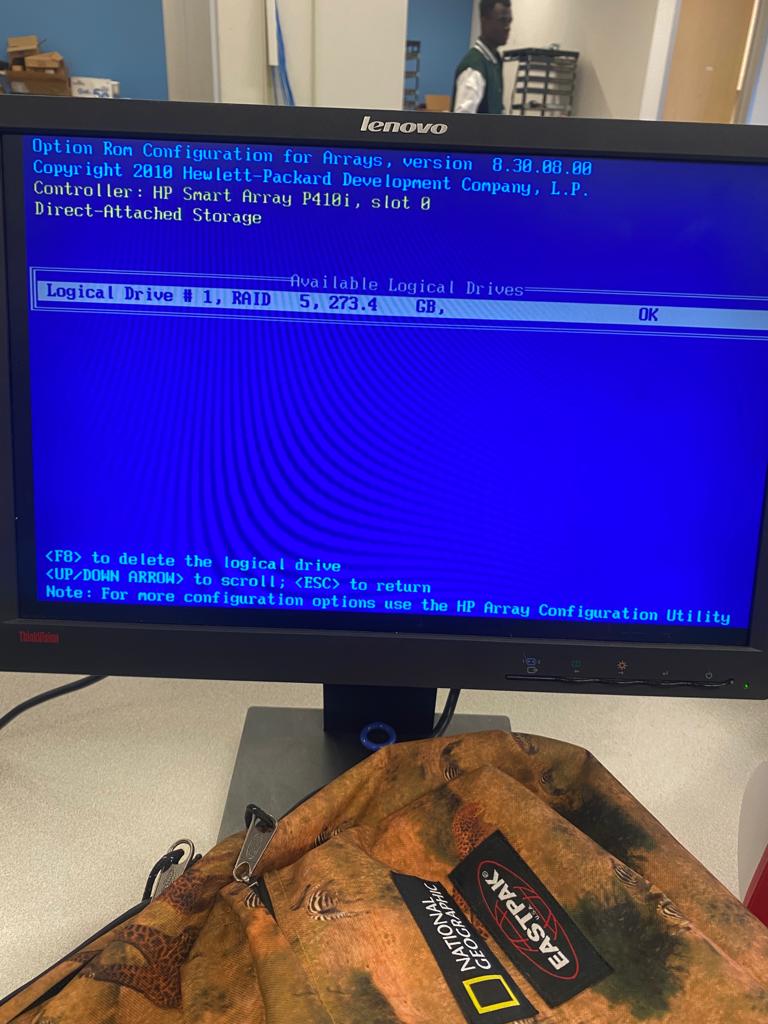 lenovo
Option Rom Configuration for Arrays, version 8.30.08.00
Copyright 2010 Hewlett-Packard Development Company, L.P.
Controller: HP Smart Array P410i, slot 0
Direct-Attached Storage
Available Logical Drives
Logical Drive # 1, RAID 5, 273.4 GB, OK
<F8> to delete the logical drive
<UP/DOWN ARROW> to scroll; <ESC> to return
Note: For more configuration options use the HP Array Configuration Utility
ThinkVision
NATIONAL
GEOGRAPHIC
EASTPAK®
U.S.A.